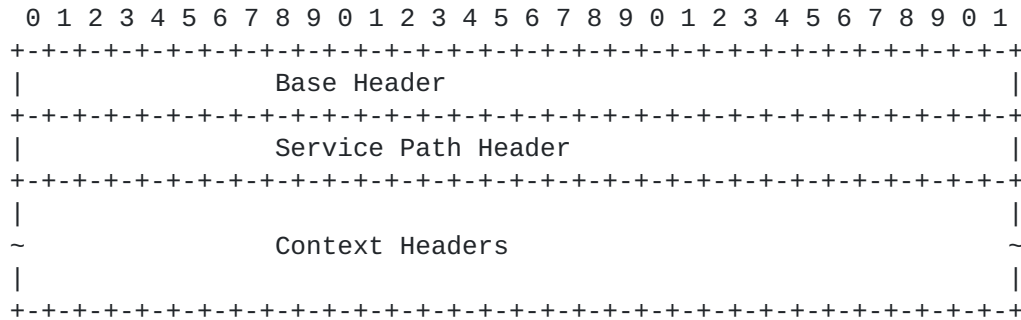 0 1 2 3 4 5 6 7 8 9 0 1 2 3 4 5 6 7 8 9 0 1 2 3 4 5 6 7 8 9 0 1
+-+-+-+-+-+-+-+-+-+-+-+-+-+-+-+-+-+-+-+-+-+-+-+-+-+-+-+-+-+-+-+-+
|                Base Header                                    |
+-+-+-+-+-+-+-+-+-+-+-+-+-+-+-+-+-+-+-+-+-+-+-+-+-+-+-+-+-+-+-+-+
|                Service Path Header                            |
+-+-+-+-+-+-+-+-+-+-+-+-+-+-+-+-+-+-+-+-+-+-+-+-+-+-+-+-+-+-+-+-+
|                                                               |
~                Context Headers                                ~
|                                                               |
+-+-+-+-+-+-+-+-+-+-+-+-+-+-+-+-+-+-+-+-+-+-+-+-+-+-+-+-+-+-+-+-+